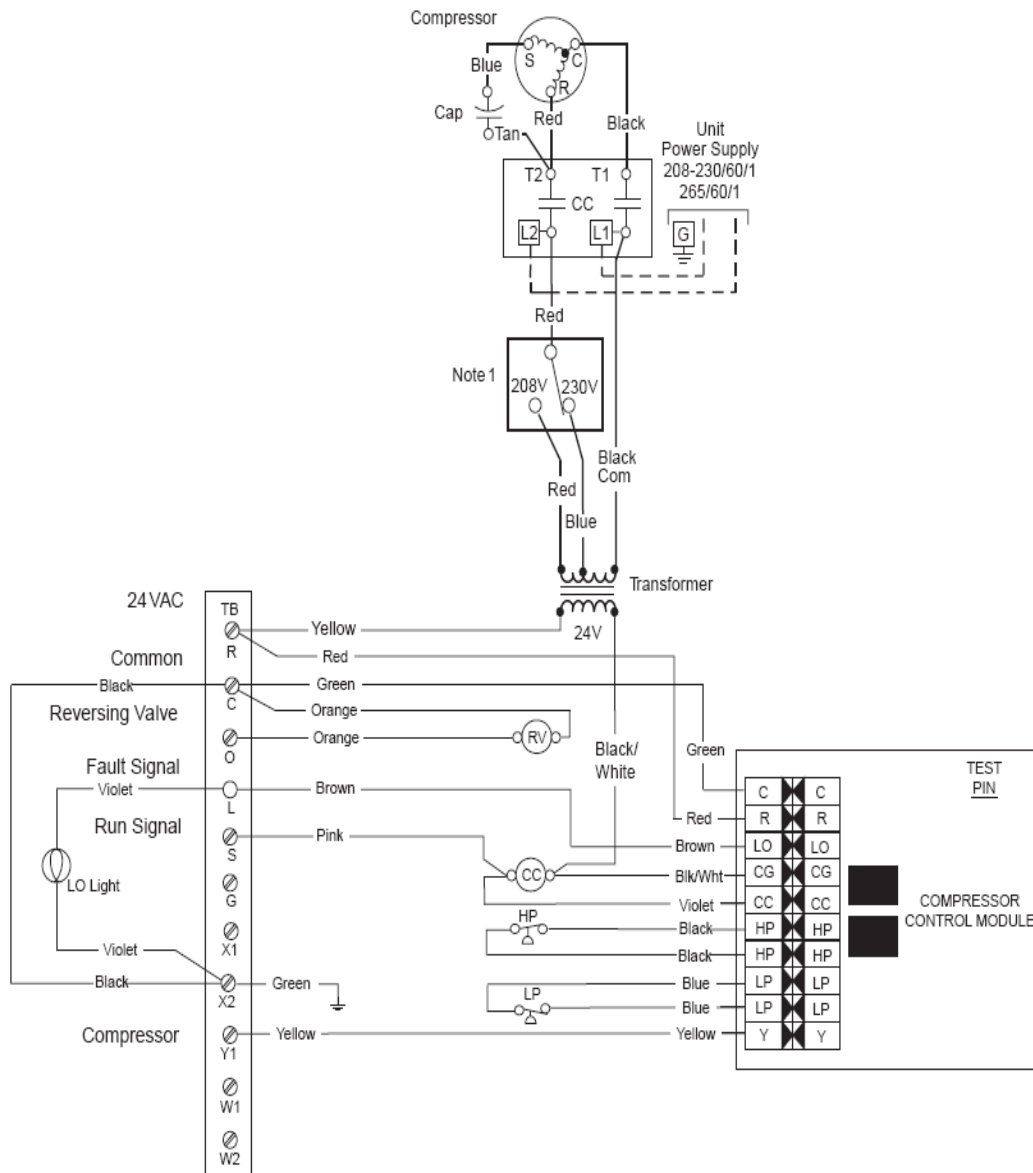 Compressor
S
C
R
Blue
Cap
Tan
Red
Black
Unit
Power Supply
208-230/60/1
265/60/1
T2
T1
CC
L2
L1
G
Red
Note 1
208V
230V
Black
Com
Red
Blue
Transformer
24V
24 VAC
TB
R
Yellow
Red
Common
Black
C
Green
Reversing Valve
Orange
O
Orange
RV
Black/
White
Green
Fault Signal
Violet
L
Brown
Run Signal
S
Pink
CC
LO Light
G
X1
Violet
Black
X2
Green
Compressor
Y1
Yellow
W1
W2
TEST
PIN
C C
Red R R
Brown LO LO
Blk/Wht CG CG
Violet CC CC
HP
Black HP HP
Black HP HP
Blue LP LP
LP
Blue LP LP
Yellow Y Y
COMPRESSOR
CONTROL MODULE